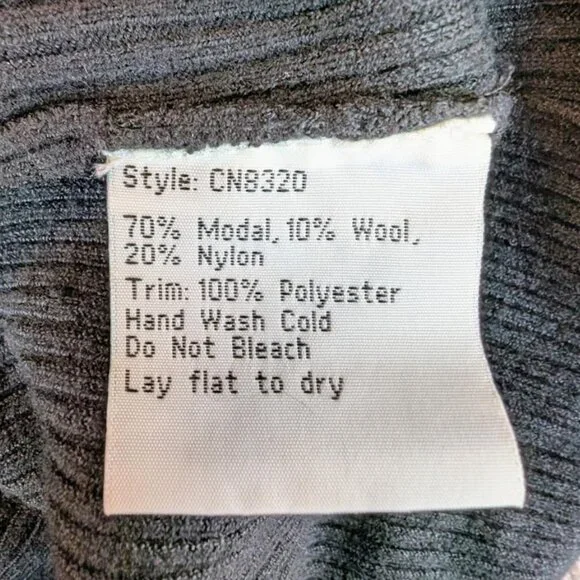 Style: CN8320
70% Modal, 10% Wool,
20% Nylon
Trim: 100% Polyester
Hand Wash Cold
Do Not Bleach
Lay flat to dry